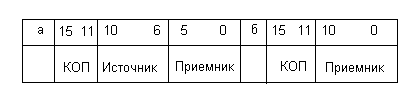 а 15 11 10 6 5 0 б 15 11 10 0
КОП Источник Приемник КОП Приемник